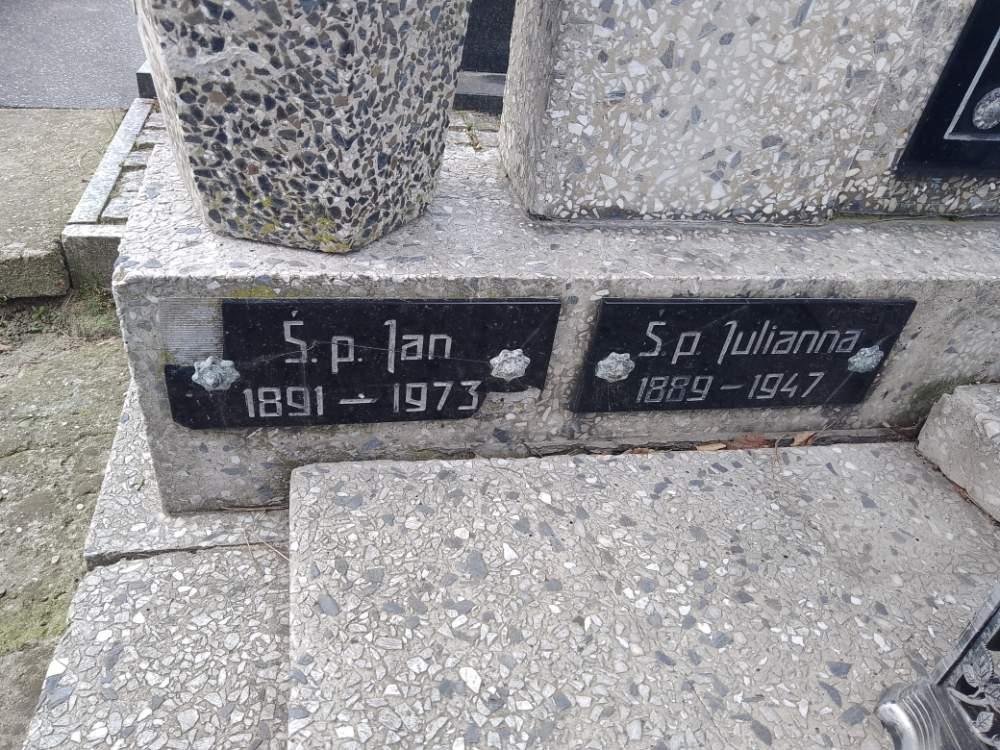 Ś. p. Jan
1891 – 1973
Ś. p. Julianna
1889 – 1947